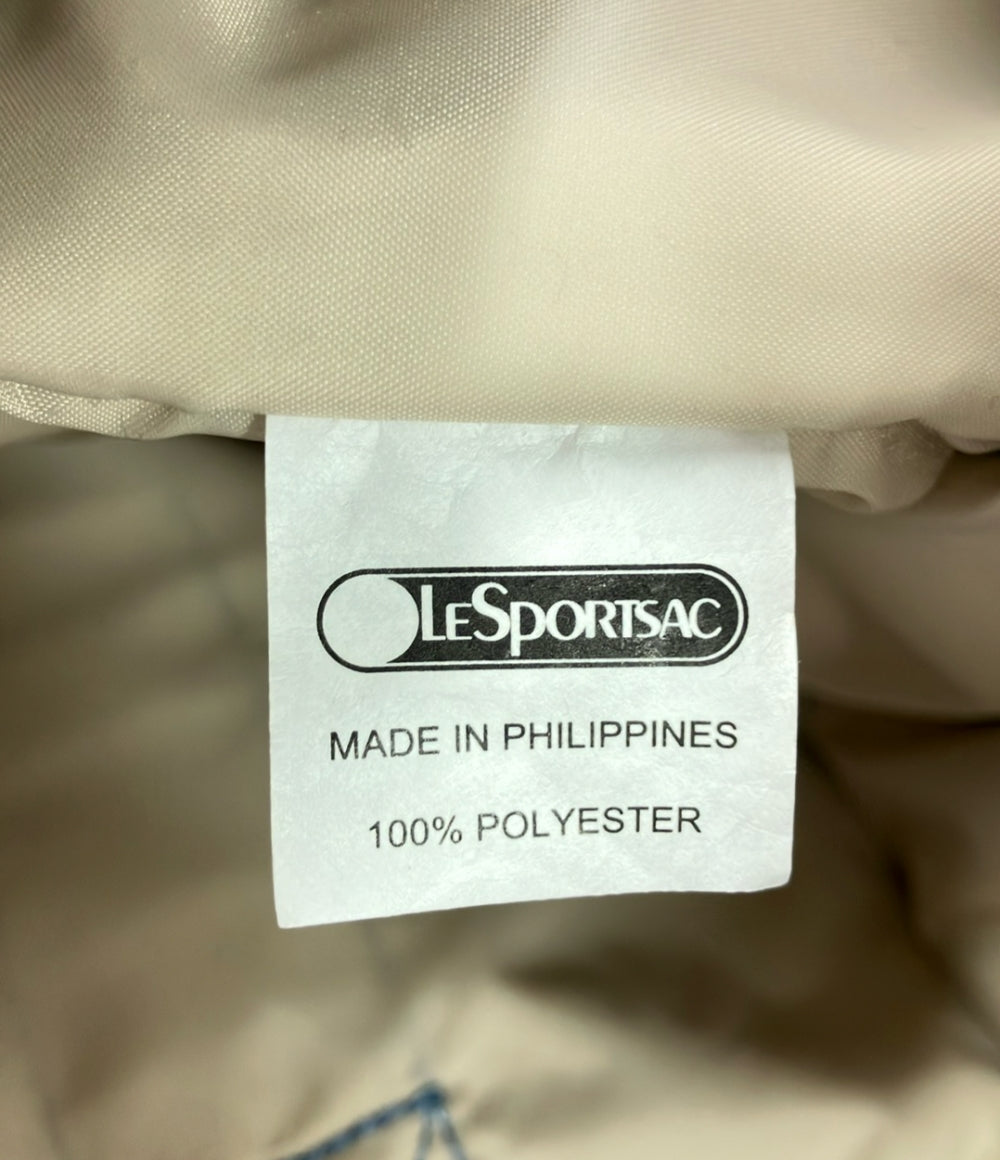 LESPORTSAC
MADE IN PHILIPPINES
100% POLYESTER